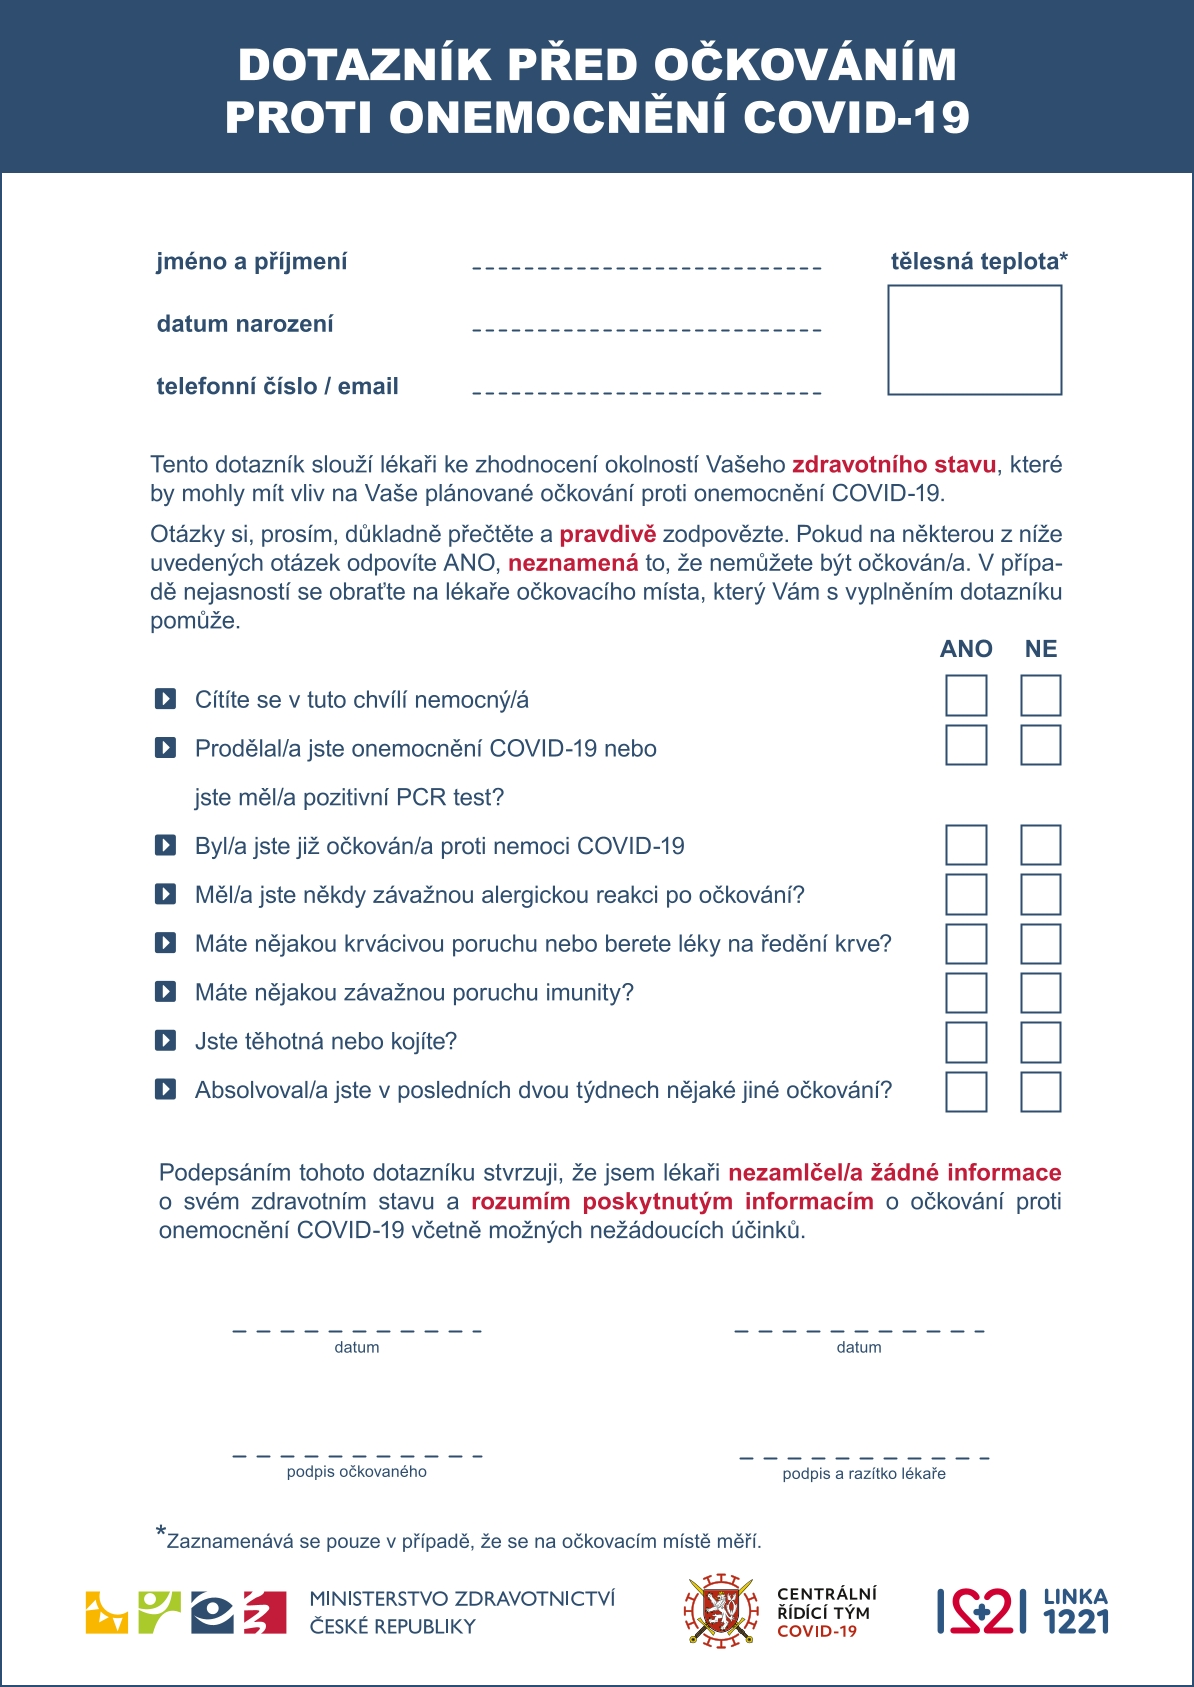 DOTAZNÍK PŘED OČKOVÁNÍM
PROTI ONEMOCNĚNÍ COVID-19
jméno a příjmení
tělesná teplota*
datum narození
telefonní číslo / email
Tento dotazník slouží lékaři ke zhodnocení okolností Vašeho zdravotního stavu, které
by mohly mít vliv na Vaše plánované očkování proti onemocnění COVID-19.
Otázky si, prosím, důkladně přečtěte a pravdivě zodpovězte. Pokud na některou z níže
uvedených otázek odpovíte ANO, neznamená to, že nemůžete být očkován/a. V přípa-
dě nejasností se obraťte na lékaře očkovacího místa, který Vám s vyplněním dotazníku
pomůže.
ANO NE
Cítíte se v tuto chvílí nemocný/á
Prodělal/a jste onemocnění COVID-19 nebo
jste měl/a pozitivní PCR test?
Byl/a jste již očkován/a proti nemoci COVID-19
Měl/a jste někdy závažnou alergickou reakci po očkování?
Máte nějakou krvácivou poruchu nebo berete léky na ředění krve?
Máte nějakou závažnou poruchu imunity?
Jste těhotná nebo kojíte?
Absolvoval/a jste v posledních dvou týdnech nějaké jiné očkování?
Podepsáním tohoto dotazníku stvrzuji, že jsem lékaři nezamlčel/a žádné informace
o svém zdravotním stavu a rozumím poskytnutým informacím o očkování proti
onemocnění COVID-19 včetně možných nežádoucích účinků.
datum
datum
podpis očkovaného
podpis a razítko lékaře
*Zaznamenává se pouze v případě, že se na očkovacím místě měří.
MINISTERSTVO ZDRAVOTNICTVÍ
ČESKÉ REPUBLIKY
CENTRÁLNÍ
ŘÍDÍCÍ TÝM
COVID-19
1221
LINKA
1221